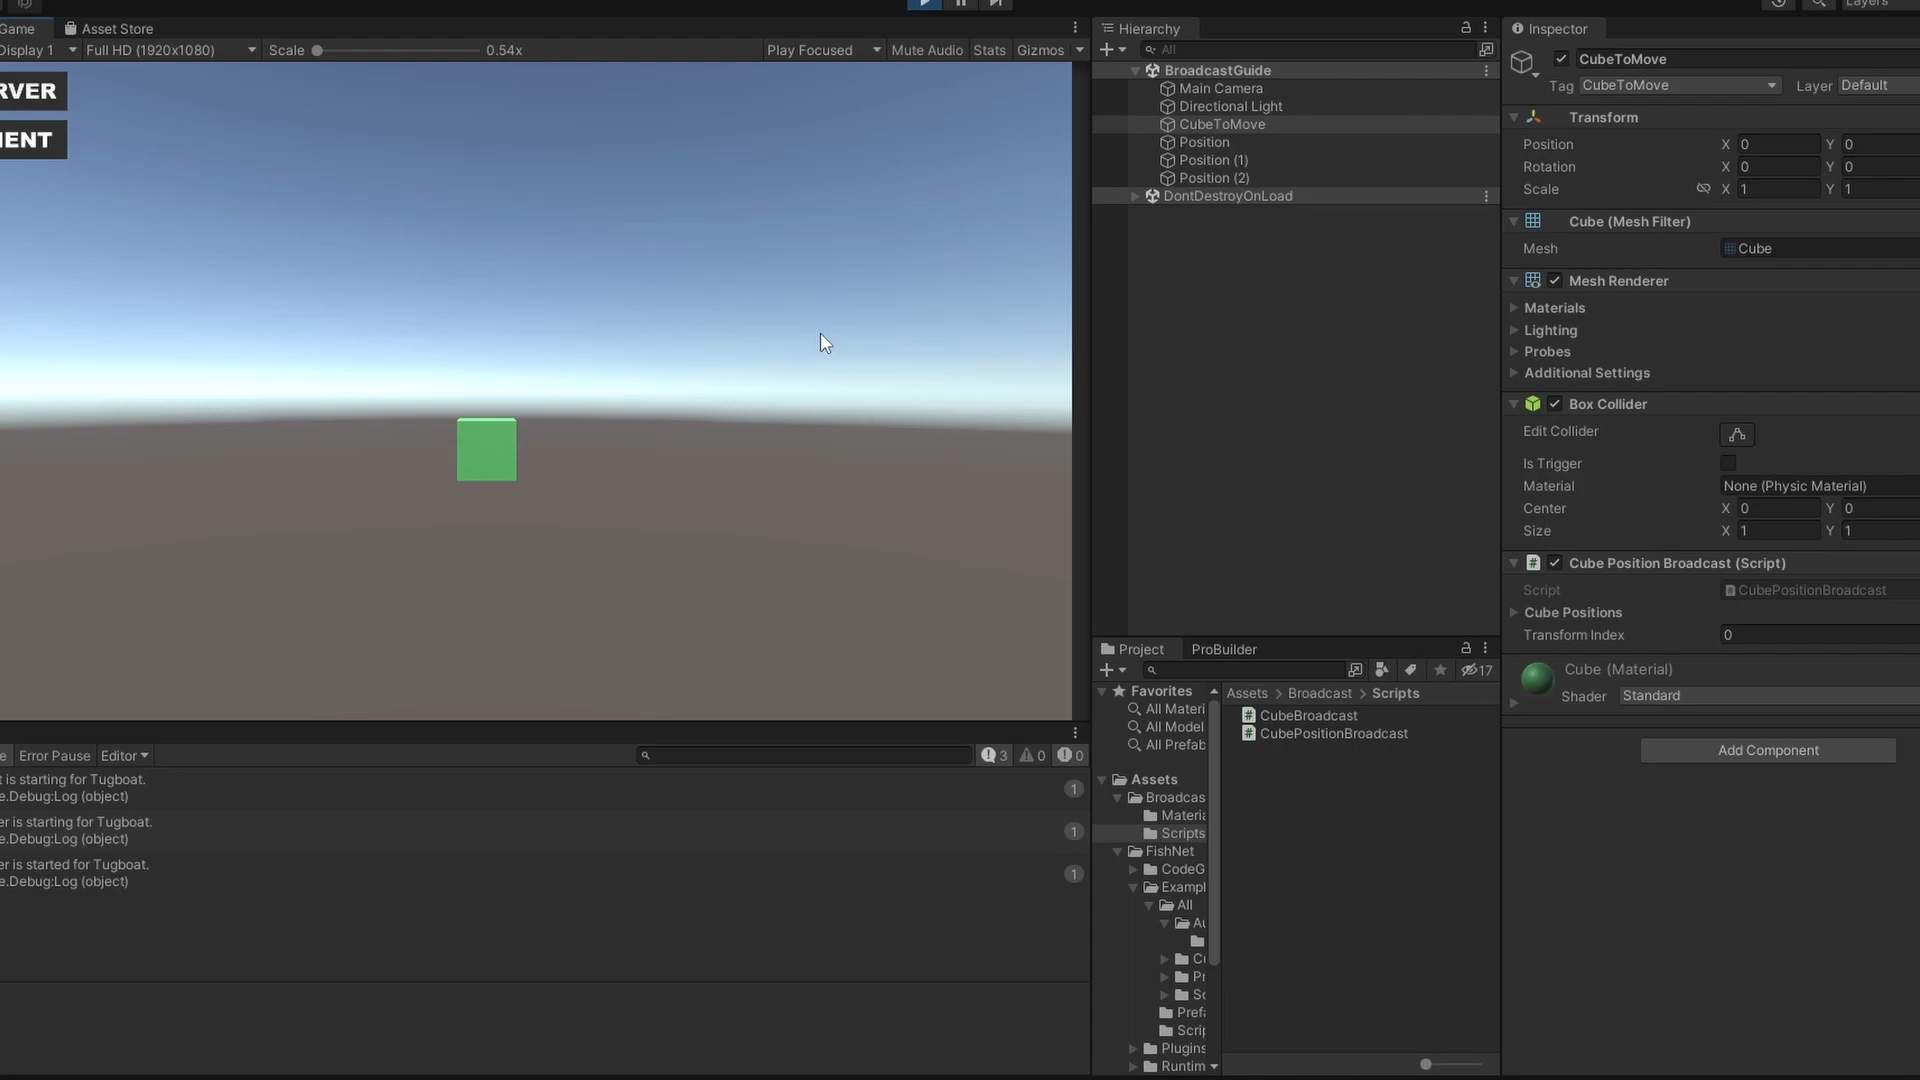 Game
Asset Store
Display 1
Full HD (1920x1080)
Scale
0.54x
Play Focused
Mute Audio
Stats
Gizmos
RVER
IENT
Error Pause
Editor
3
0
0
t is starting for Tugboat.
e.Debug:Log (object)
1
er is starting for Tugboat.
e.Debug:Log (object)
1
er is started for Tugboat.
e.Debug:Log (object)
1
Hierarchy
All
BroadcastGuide
Main Camera
Directional Light
CubeToMove
Position
Position (1)
Position (2)
DontDestroyOnLoad
Project
ProBuilder
17
Favorites
All Materi
All Model
All Prefab
Assets
Broadcas
Materia
Scripts
FishNet
CodeG
Exampl
All
Au
Cu
Pr
Sc
Prefa
Scrip
Plugins
Runtim
Assets > Broadcast > Scripts
CubeBroadcast
CubePositionBroadcast
Layers
Inspector
CubeToMove
Tag CubeToMove Layer Default
Transform
Position X 0 Y 0
Rotation X 0 Y 0
Scale X 1 Y 1
Cube (Mesh Filter)
Mesh Cube
Mesh Renderer
Materials
Lighting
Probes
Additional Settings
Box Collider
Edit Collider
Is Trigger
Material None (Physic Material)
Center X 0 Y 0
Size X 1 Y 1
Cube Position Broadcast (Script)
Script CubePositionBroadcast
Cube Positions
Transform Index 0
Cube (Material)
Shader Standard
Add Component